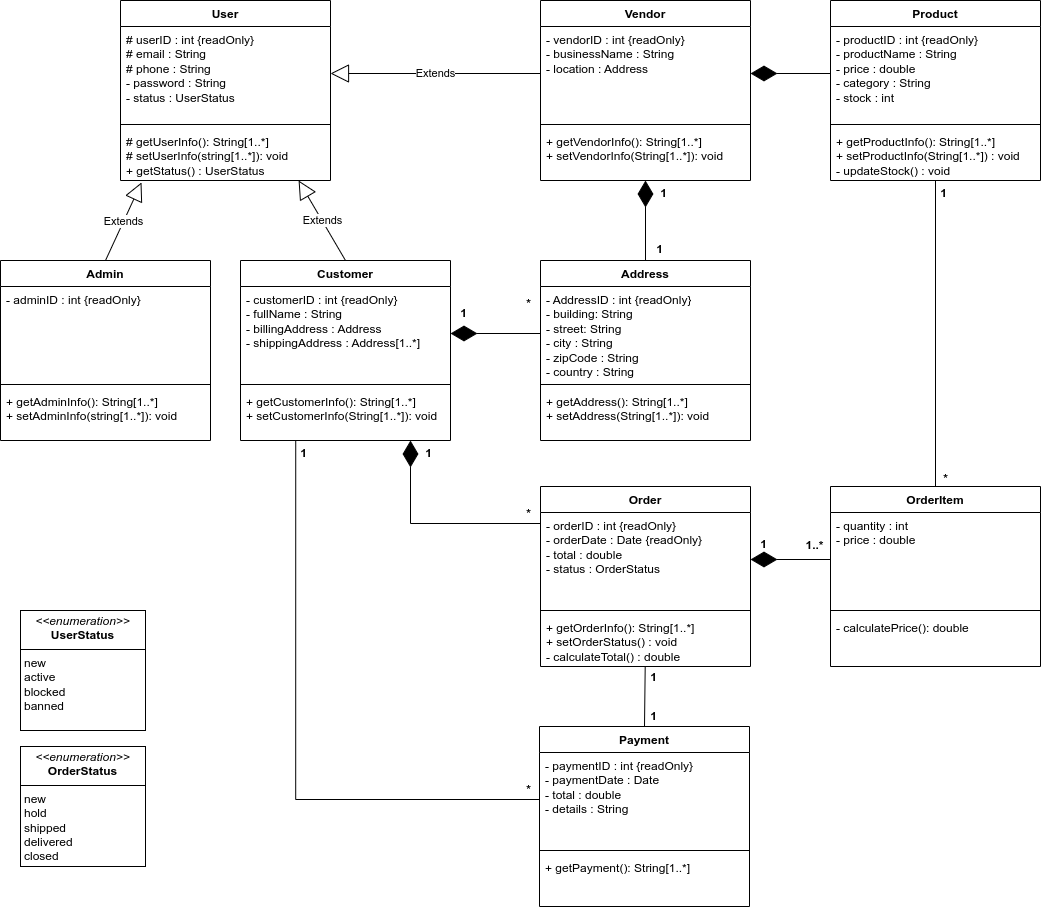 User
# userID : int {readOnly}
# email : String
# phone : String
- password : String
- status : UserStatus
# getUserInfo(): String[1..*]
# setUserInfo(string[1..*]): void
+ getStatus() : UserStatus
Extends
Vendor
- vendorID : int {readOnly}
- businessName : String
- location : Address
+ getVendorInfo(): String[1..*]
+ setVendorInfo(String[1..*]): void
Product
- productID : int {readOnly}
- productName : String
- price : double
- category : String
- stock : int
+ getProductInfo(): String[1..*]
+ setProductInfo(String[1..*]) : void
- updateStock() : void
1
1
Extends
Extends
1
Admin
- adminID : int {readOnly}
+ getAdminInfo(): String[1..*]
+ setAdminInfo(string[1..*]): void
Customer
- customerID : int {readOnly}
- fullName : String
- billingAddress : Address
- shippingAddress : Address[1..*]
+ getCustomerInfo(): String[1..*]
+ setCustomerInfo(String[1..*]): void
1
*
Address
- AddressID : int {readOnly}
- building: String
- street: String
- city : String
- zipCode : String
- country : String
+ getAddress(): String[1..*]
+ setAddress(String[1..*]) : void
1
1
*
*
Order
- orderID : int {readOnly}
- orderDate : Date {readOnly}
- total : double
- status : OrderStatus
+ getOrderInfo(): String[1..*]
+ setOrderStatus() : void
- calculateTotal() : double
1
1..*
OrderItem
- quantity : int
- price : double
- calculatePrice(): double
<<enumeration>>
UserStatus
new
active
blocked
banned
1
1
*
Payment
- paymentID : int {readOnly}
- paymentDate : Date
- total : double
- details : String
+ getPayment(): String[1..*]
<<enumeration>>
OrderStatus
new
hold
shipped
delivered
closed